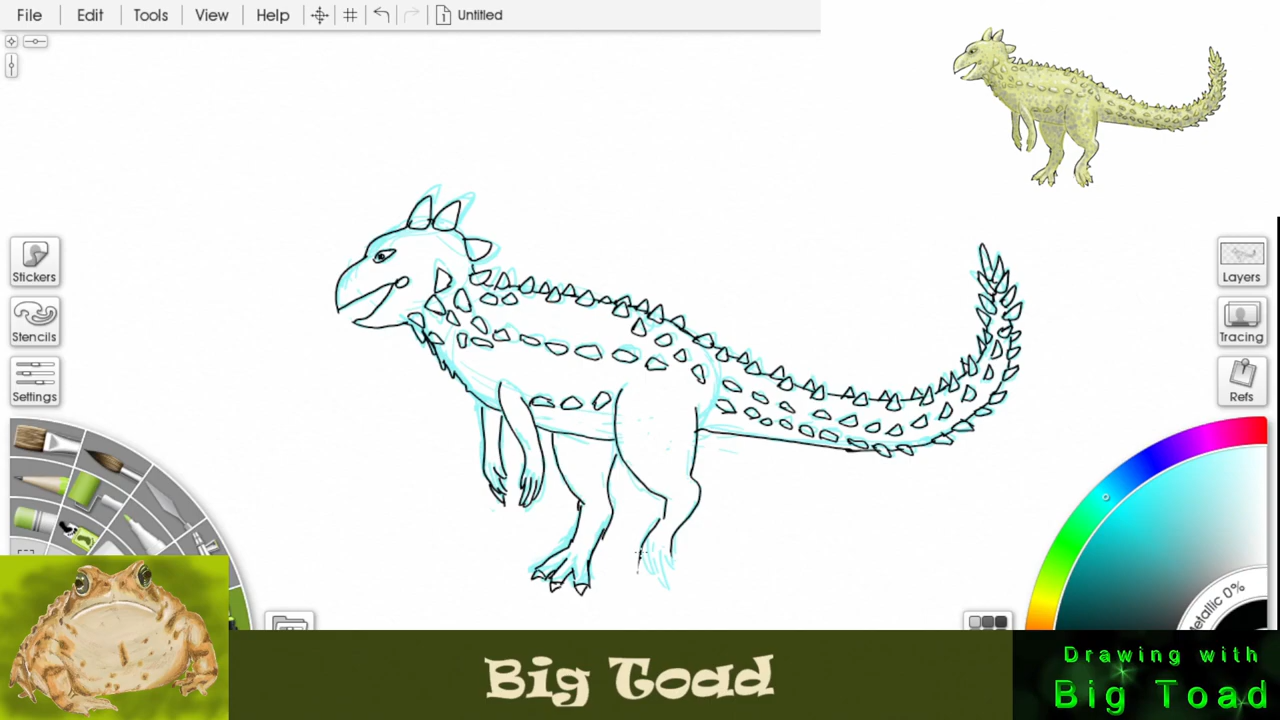 File Edit Tools View Help Untitled
Stickers
Stencils
Settings
Layers
Tracing
Refs
Metallic 0%
Big Toad
Drawing with
Big Toad